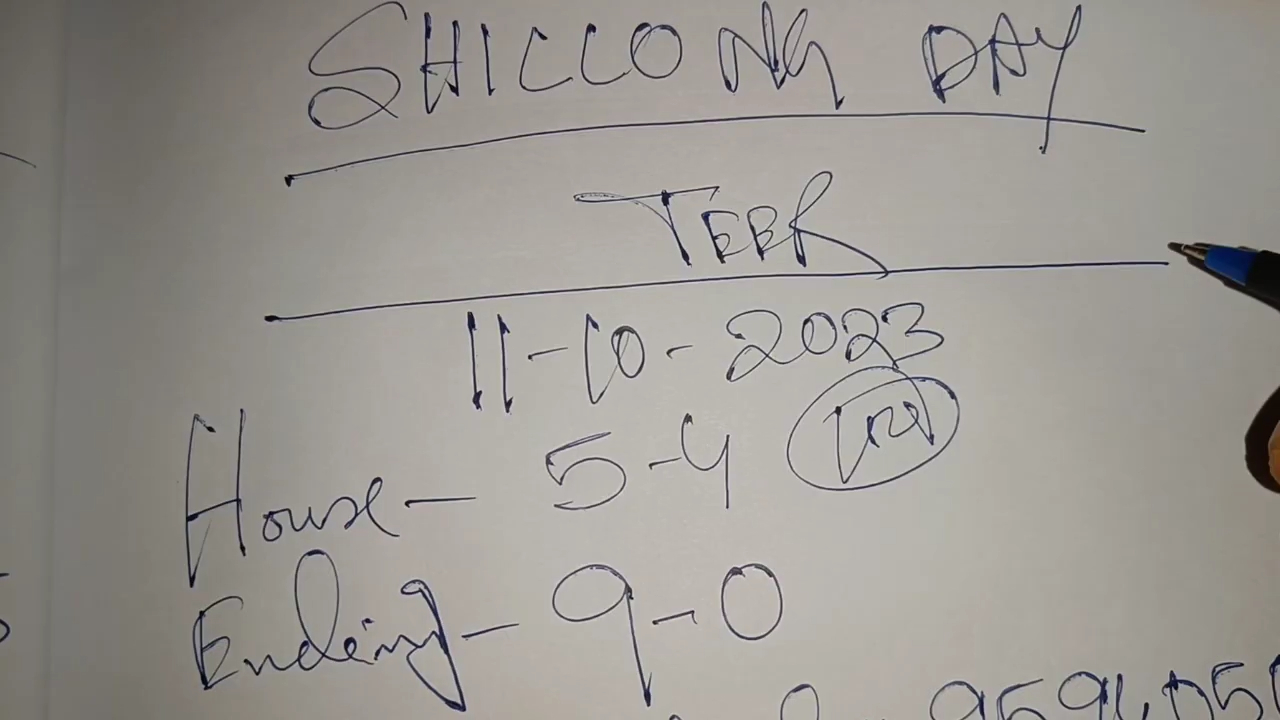 SHILLONG DAY
TEER
11-10-2023
House- 5-4
Ending- 9-0